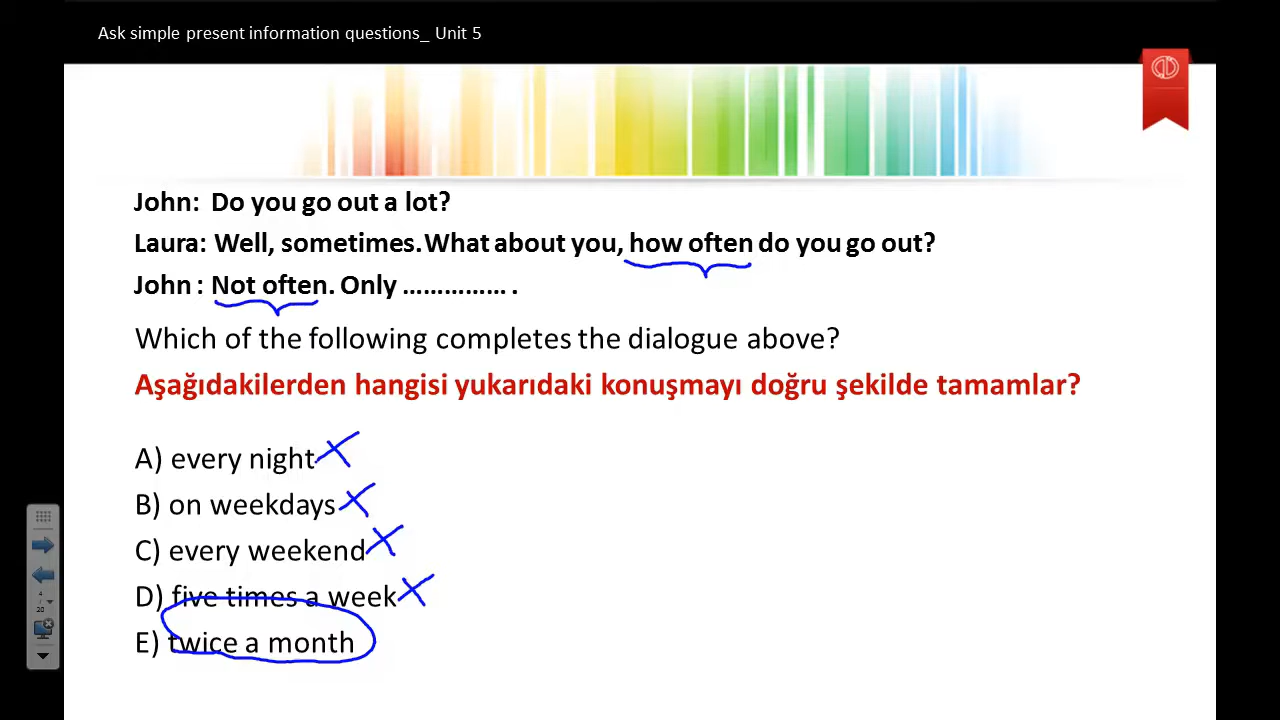 Ask simple present information questions_ Unit 5
John: Do you go out a lot?
Laura: Well, sometimes.What about you, how often do you go out?
John : Not often. Only …………… .
Which of the following completes the dialogue above?
Aşağıdakilerden hangisi yukarıdaki konuşmayı doğru şekilde tamamlar?
A) every night
B) on weekdays
C) every weekend
D) five times a week
E) twice a month
4
/
20